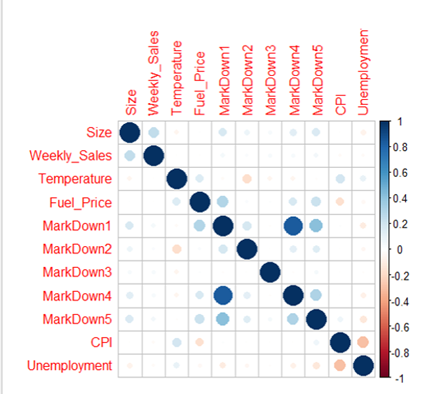 Size
Weekly_Sales
Temperature
Fuel_Price
MarkDown1
MarkDown2
MarkDown3
MarkDown4
MarkDown5
CPI
Unemploymen
Size
Weekly_Sales
Temperature
Fuel_Price
MarkDown1
MarkDown2
MarkDown3
MarkDown4
MarkDown5
CPI
Unemployment
1
0.8
0.6
0.4
0.2
0
-0.2
-0.4
-0.6
-0.8
-1